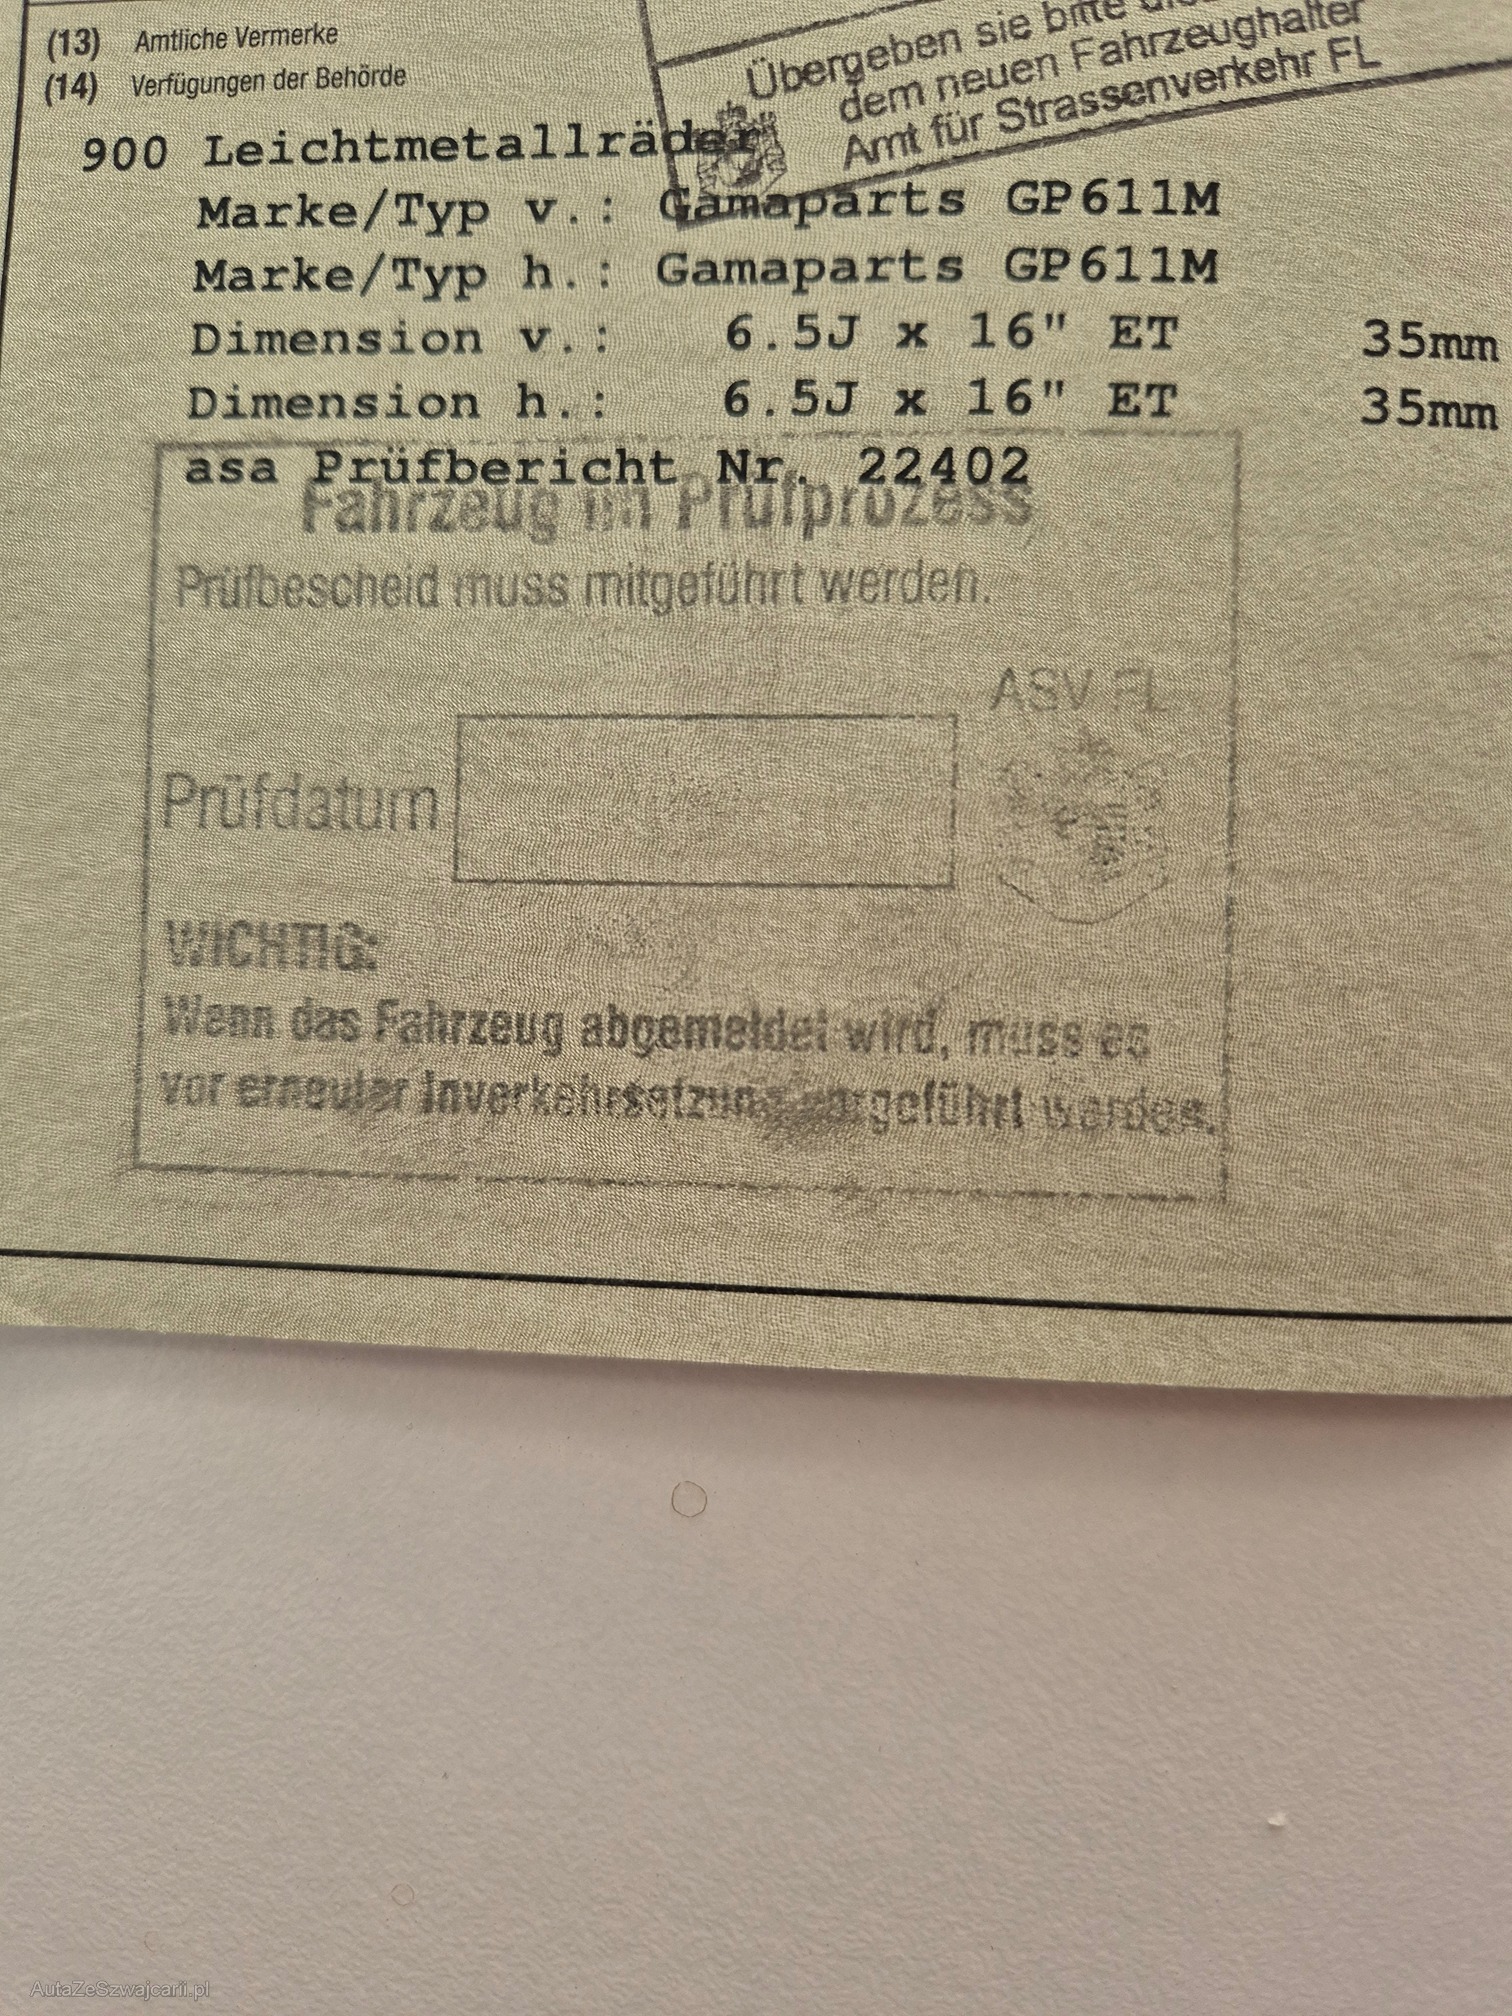 (13) Amtliche Vermerke
(14) Verfügungen der Behörde
Übergeben sie bitte
dem neuen Fahrzeughalter
Amt für Strassenverkehr FL
900 Leichtmetallräder
Marke/Typ v.: Gamaparts GP611M
Marke/Typ h.: Gamaparts GP611M
Dimension v.: 6.5J x 16" ET 35mm
Dimension h.: 6.5J x 16" ET 35mm
asa Prüfbericht Nr. 22402
Fahrzeug im Prüfprozess
Prüfbescheid muss mitgeführt werden.
ASV FL
Prüfdatum
WICHTIG:
Wenn das Fahrzeug abgemeldet wird, muss es
vor erneuter Inverkehrsetzung vorgeführt werden.
AutaZeSzwajcarii.pl